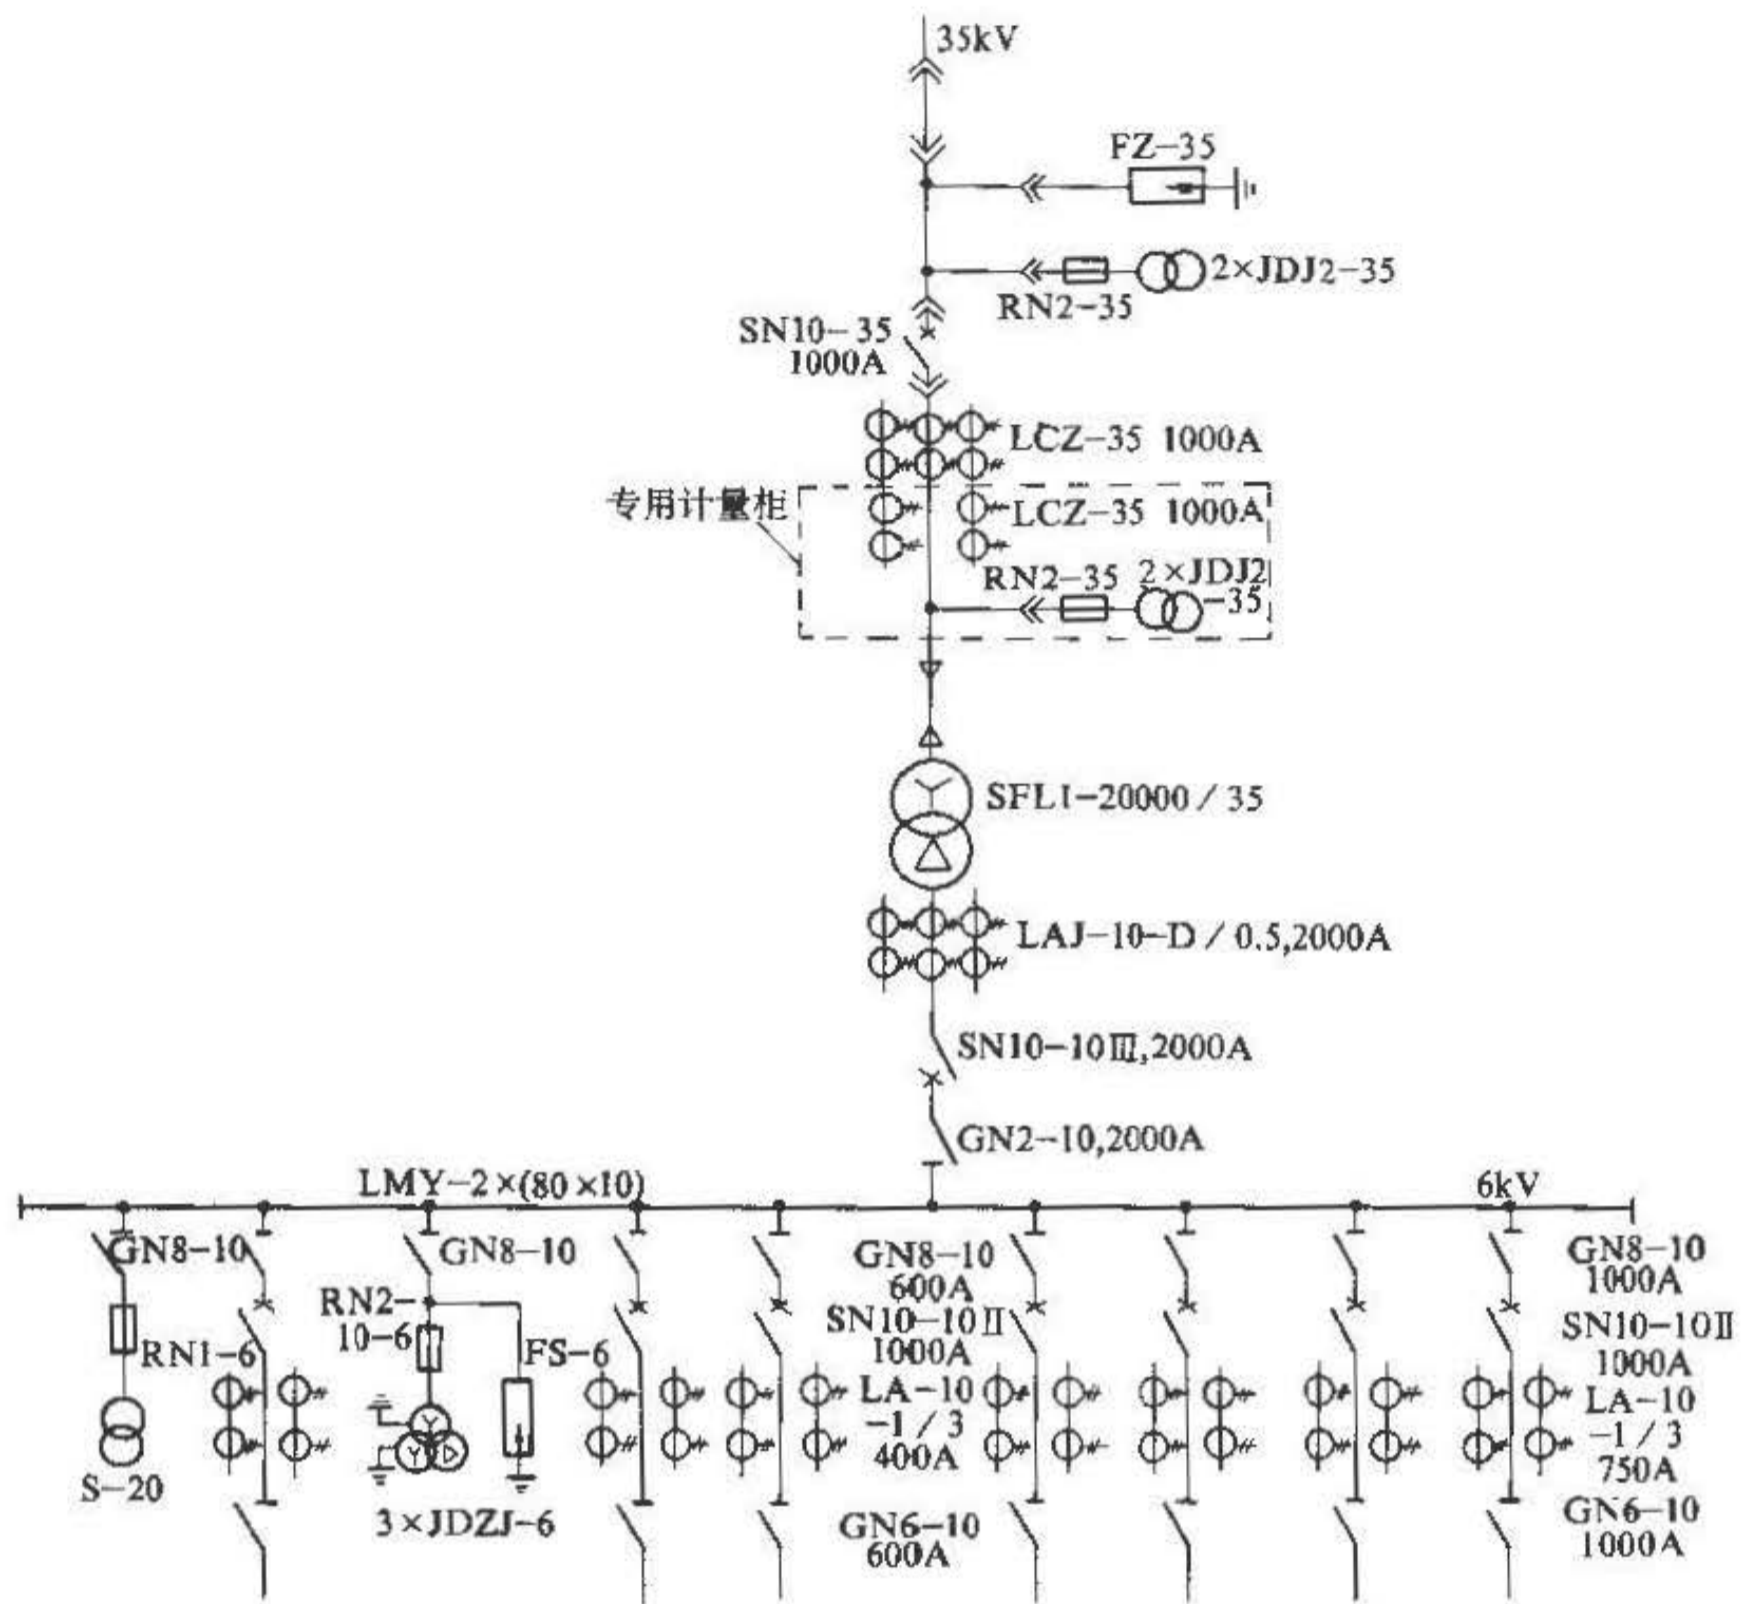 35kV
FZ-35
2×JDJ2-35
RN2-35
SN10-35
1000A
LCZ-35 1000A
专用计量柜
LCZ-35 1000A
RN2-35 2×JDJ2
-35
SFL1-20000/35
LAJ-10-D/0.5,2000A
SN10-10Ⅲ,2000A
GN2-10,2000A
LMY-2×(80×10)
6kV
GN8-10
GN8-10
GN8-10
600A
GN8-10
1000A
RN2-
10-6
SN10-10Ⅱ
1000A
SN10-10Ⅱ
1000A
RN1-6
FS-6
LA-10
-1/3
400A
LA-10
-1/3
750A
S-20
3×JDZJ-6
GN6-10
600A
GN6-10
1000A